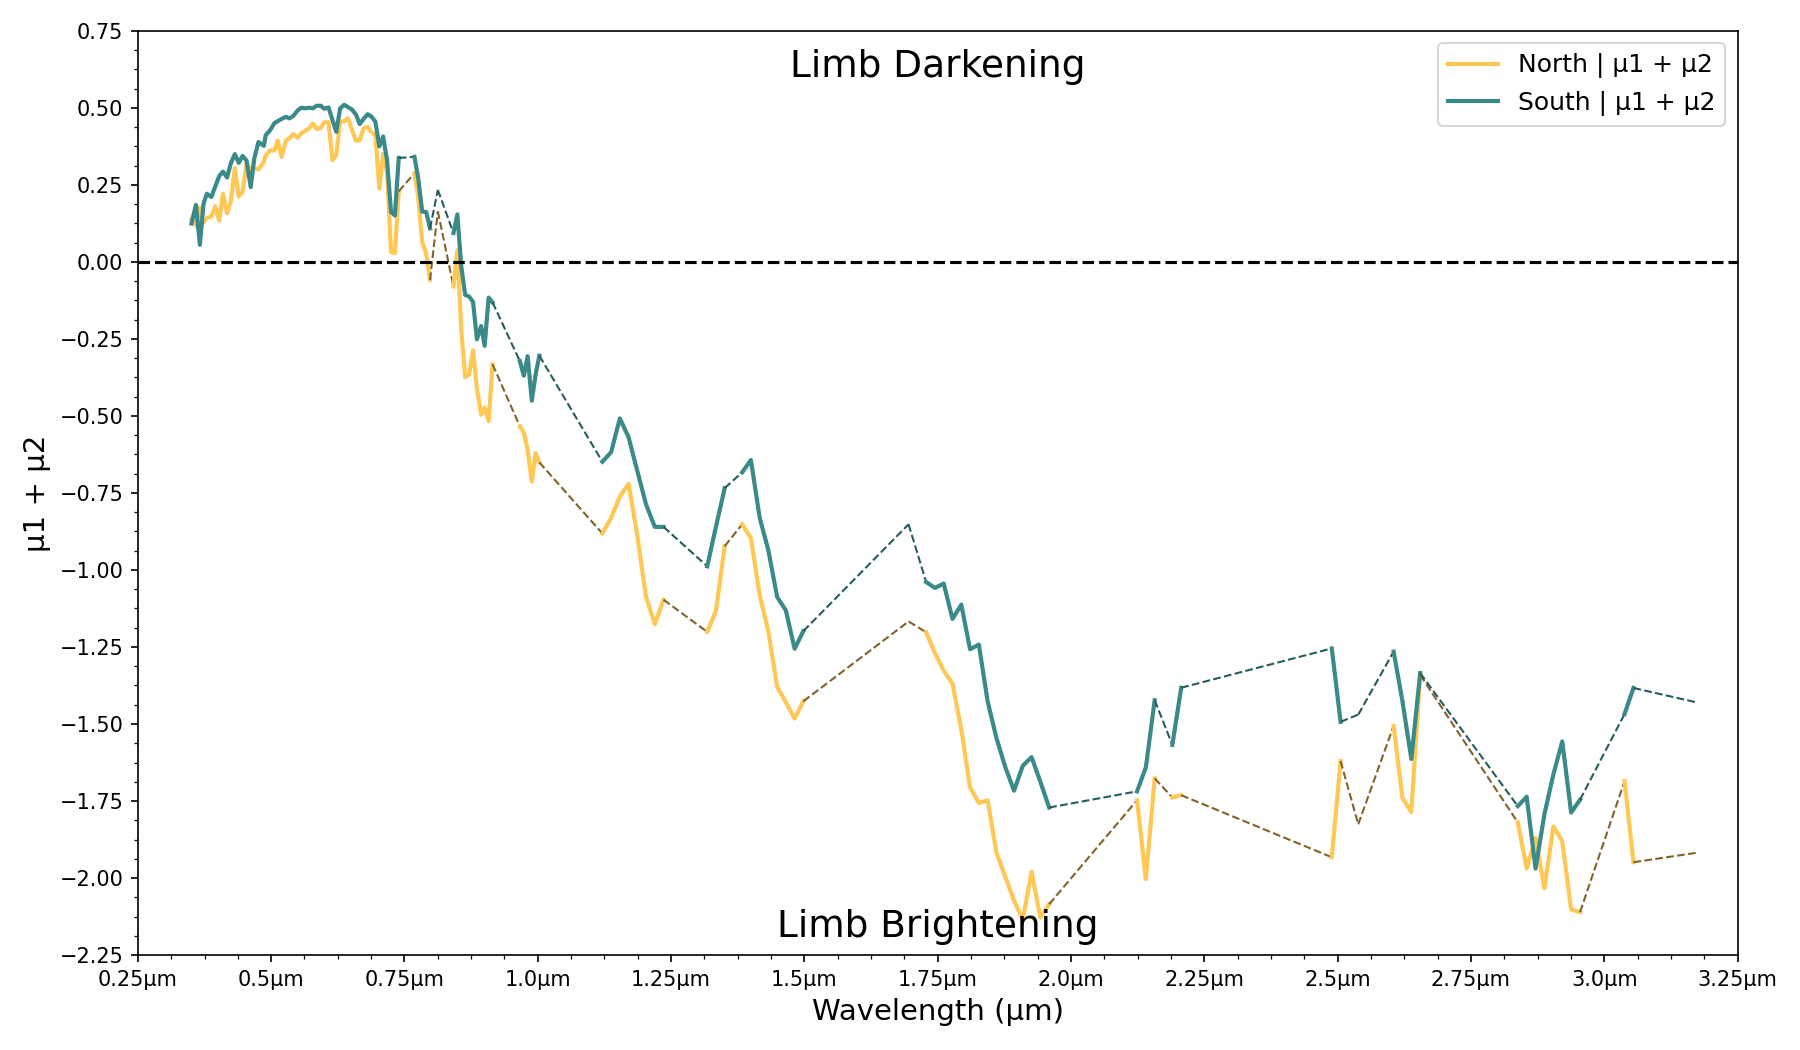 Limb Darkening
North | µ1 + µ2
South | µ1 + µ2
µ1 + µ2
0.75
0.50
0.25
0.00
−0.25
−0.50
−0.75
−1.00
−1.25
−1.50
−1.75
−2.00
−2.25
Limb Brightening
0.25µm 0.5µm 0.75µm 1.0µm 1.25µm 1.5µm 1.75µm 2.0µm 2.25µm 2.5µm 2.75µm 3.0µm 3.25µm
Wavelength (µm)